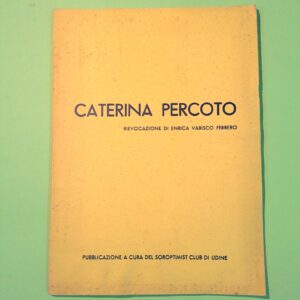 CATERINA PERCOTO
RIEVOCAZIONE DI ENRICA VARISCO FERRERO
PUBBLICAZIONE A CURA DEL SOROPTIMIST CLUB DI UDINE